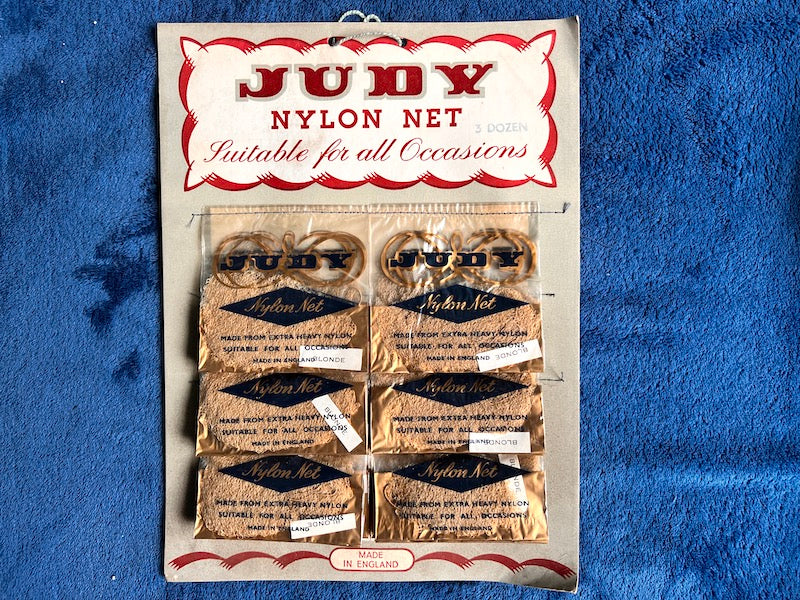 JUDY
NYLON NET
3 DOZEN
Suitable for all Occasions
JUDY
Nylon Net
MADE FROM EXTRA HEAVY NYLON
SUITABLE FOR ALL OCCASIONS
MADE IN ENGLAND
BLONDE
JUDY
Nylon Net
MADE FROM EXTRA HEAVY NYLON
SUITABLE FOR ALL OCCASIONS
MADE IN ENGLAND
BLONDE
Nylon Net
MADE FROM EXTRA HEAVY NYLON
SUITABLE FOR ALL OCCASIONS
MADE IN ENGLAND
Nylon Net
MADE FROM EXTRA HEAVY NYLON
SUITABLE FOR ALL OCCASIONS
MADE IN ENGLAND
BLONDE
Nylon Net
MADE FROM EXTRA HEAVY NYLON
SUITABLE FOR ALL OCCASIONS
MADE IN ENGLAND
BLONDE
Nylon Net
MADE FROM EXTRA HEAVY NYLON
SUITABLE FOR ALL OCCASIONS
MADE IN ENGLAND
MADE
IN ENGLAND